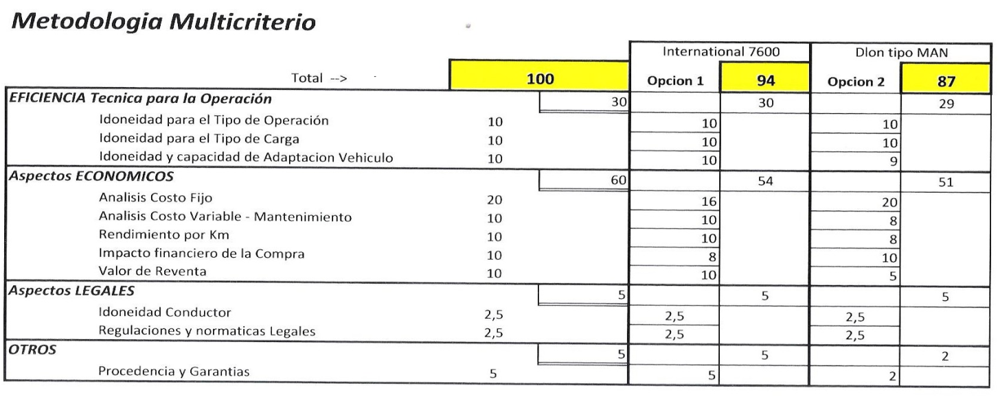 Metodologia Multicriterio
International 7600 Dlon tipo MAN
Total --> 100 Opcion 1 94 Opcion 2 87
EFICIENCIA Tecnica para la Operación 30 30 29
Idoneidad para el Tipo de Operación 10 10 10
Idoneidad para el Tipo de Carga 10 10 10
Idoneidad y capacidad de Adaptacion Vehiculo 10 10 9
Aspectos ECONOMICOS 60 54 51
Analisis Costo Fijo 20 16 20
Analisis Costo Variable - Mantenimiento 10 10 8
Rendimiento por Km 10 10 8
Impacto financiero de la Compra 10 8 10
Valor de Reventa 10 10 5
Aspectos LEGALES 5 5 5
Idoneidad Conductor 2,5 2,5 2,5
Regulaciones y normaticas Legales 2,5 2,5 2,5
OTROS 5 5 2
Procedencia y Garantias 5 5 2